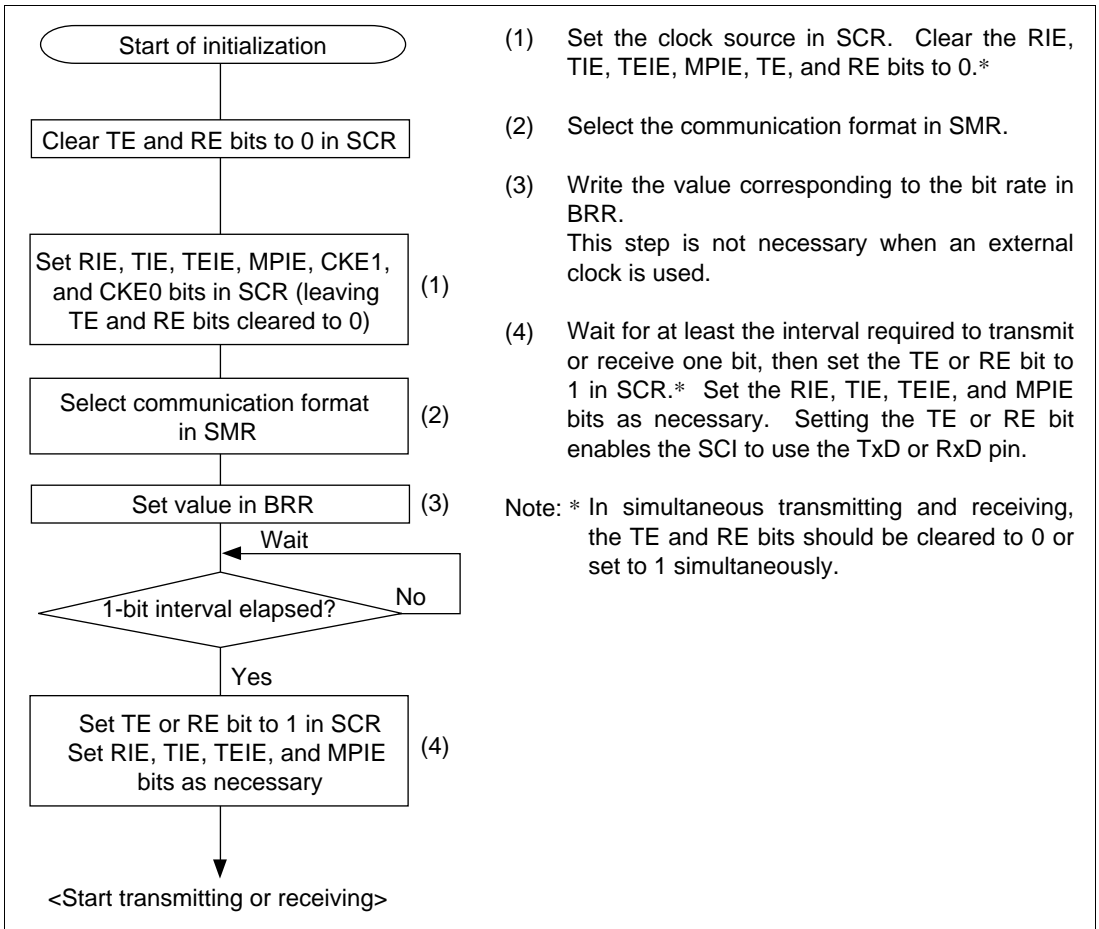 Start of initialization
Clear TE and RE bits to 0 in SCR
Set RIE, TIE, TEIE, MPIE, CKE1,
and CKE0 bits in SCR (leaving
TE and RE bits cleared to 0)
(1)
Select communication format
in SMR
(2)
Set value in BRR
(3)
Wait
1-bit interval elapsed?
No
Yes
Set TE or RE bit to 1 in SCR
Set RIE, TIE, TEIE, and MPIE
bits as necessary
(4)
<Start transmitting or receiving>
(1) Set the clock source in SCR. Clear the RIE,
TIE, TEIE, MPIE, TE, and RE bits to 0.*
(2) Select the communication format in SMR.
(3) Write the value corresponding to the bit rate in
BRR.
This step is not necessary when an external
clock is used.
(4) Wait for at least the interval required to transmit
or receive one bit, then set the TE or RE bit to
1 in SCR.* Set the RIE, TIE, TEIE, and MPIE
bits as necessary. Setting the TE or RE bit
enables the SCI to use the TxD or RxD pin.
Note: * In simultaneous transmitting and receiving,
the TE and RE bits should be cleared to 0 or
set to 1 simultaneously.